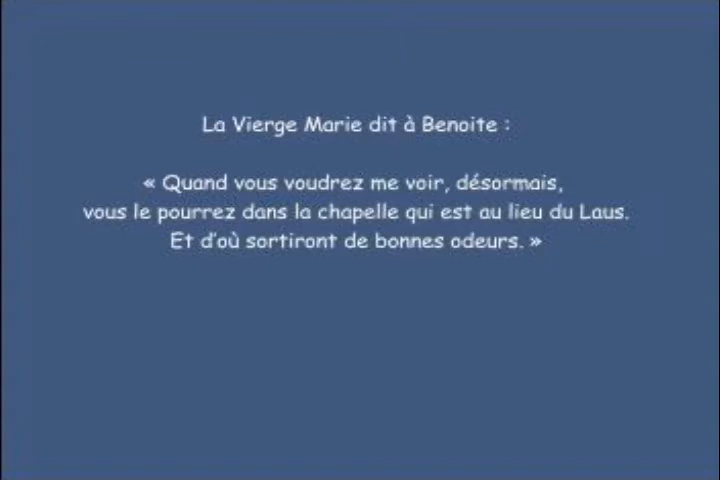 La Vierge Marie dit à Benoite :
« Quand vous voudrez me voir, désormais,
vous le pourrez dans la chapelle qui est au lieu du Laus.
Et d'où sortiront de bonnes odeurs. »